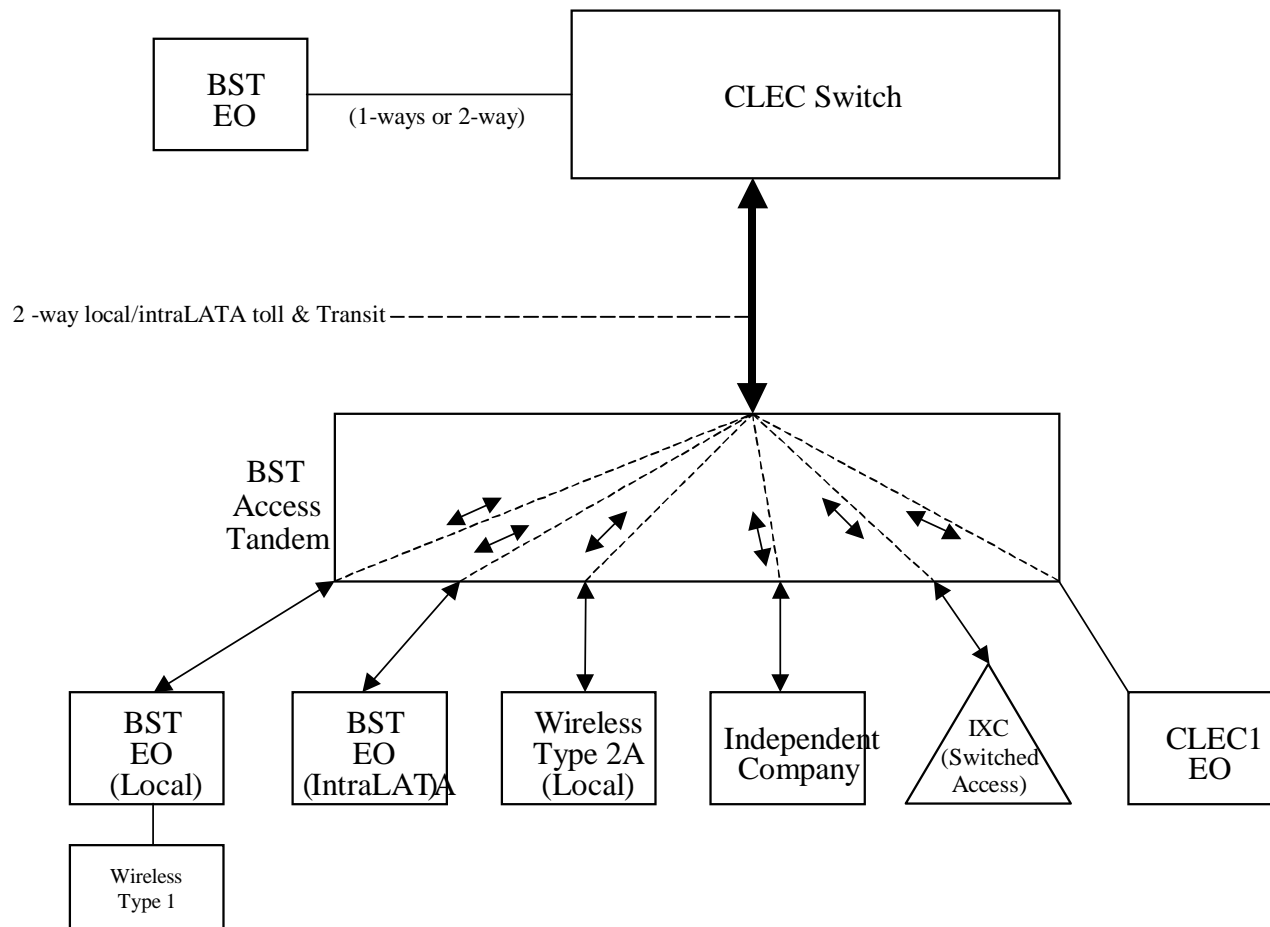 BST
EO
(1-ways or 2-way)
CLEC Switch
2 -way local/intraLATA toll & Transit
BST
Access
Tandem
BST
EO
(Local)
BST
EO
(IntraLAT)A
Wireless
Type 2A
(Local)
Independent
Company
IXC
(Switched
Access)
CLEC1
EO
Wireless
Type 1